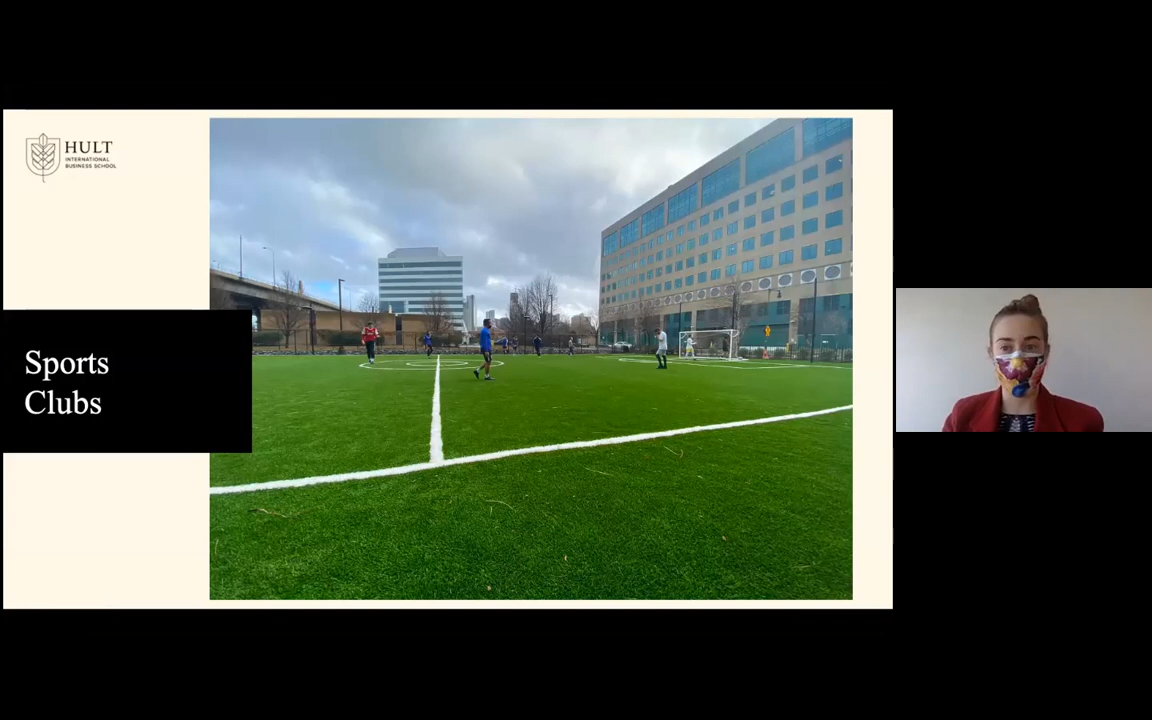 HULT
INTERNATIONAL
BUSINESS SCHOOL
Sports
Clubs